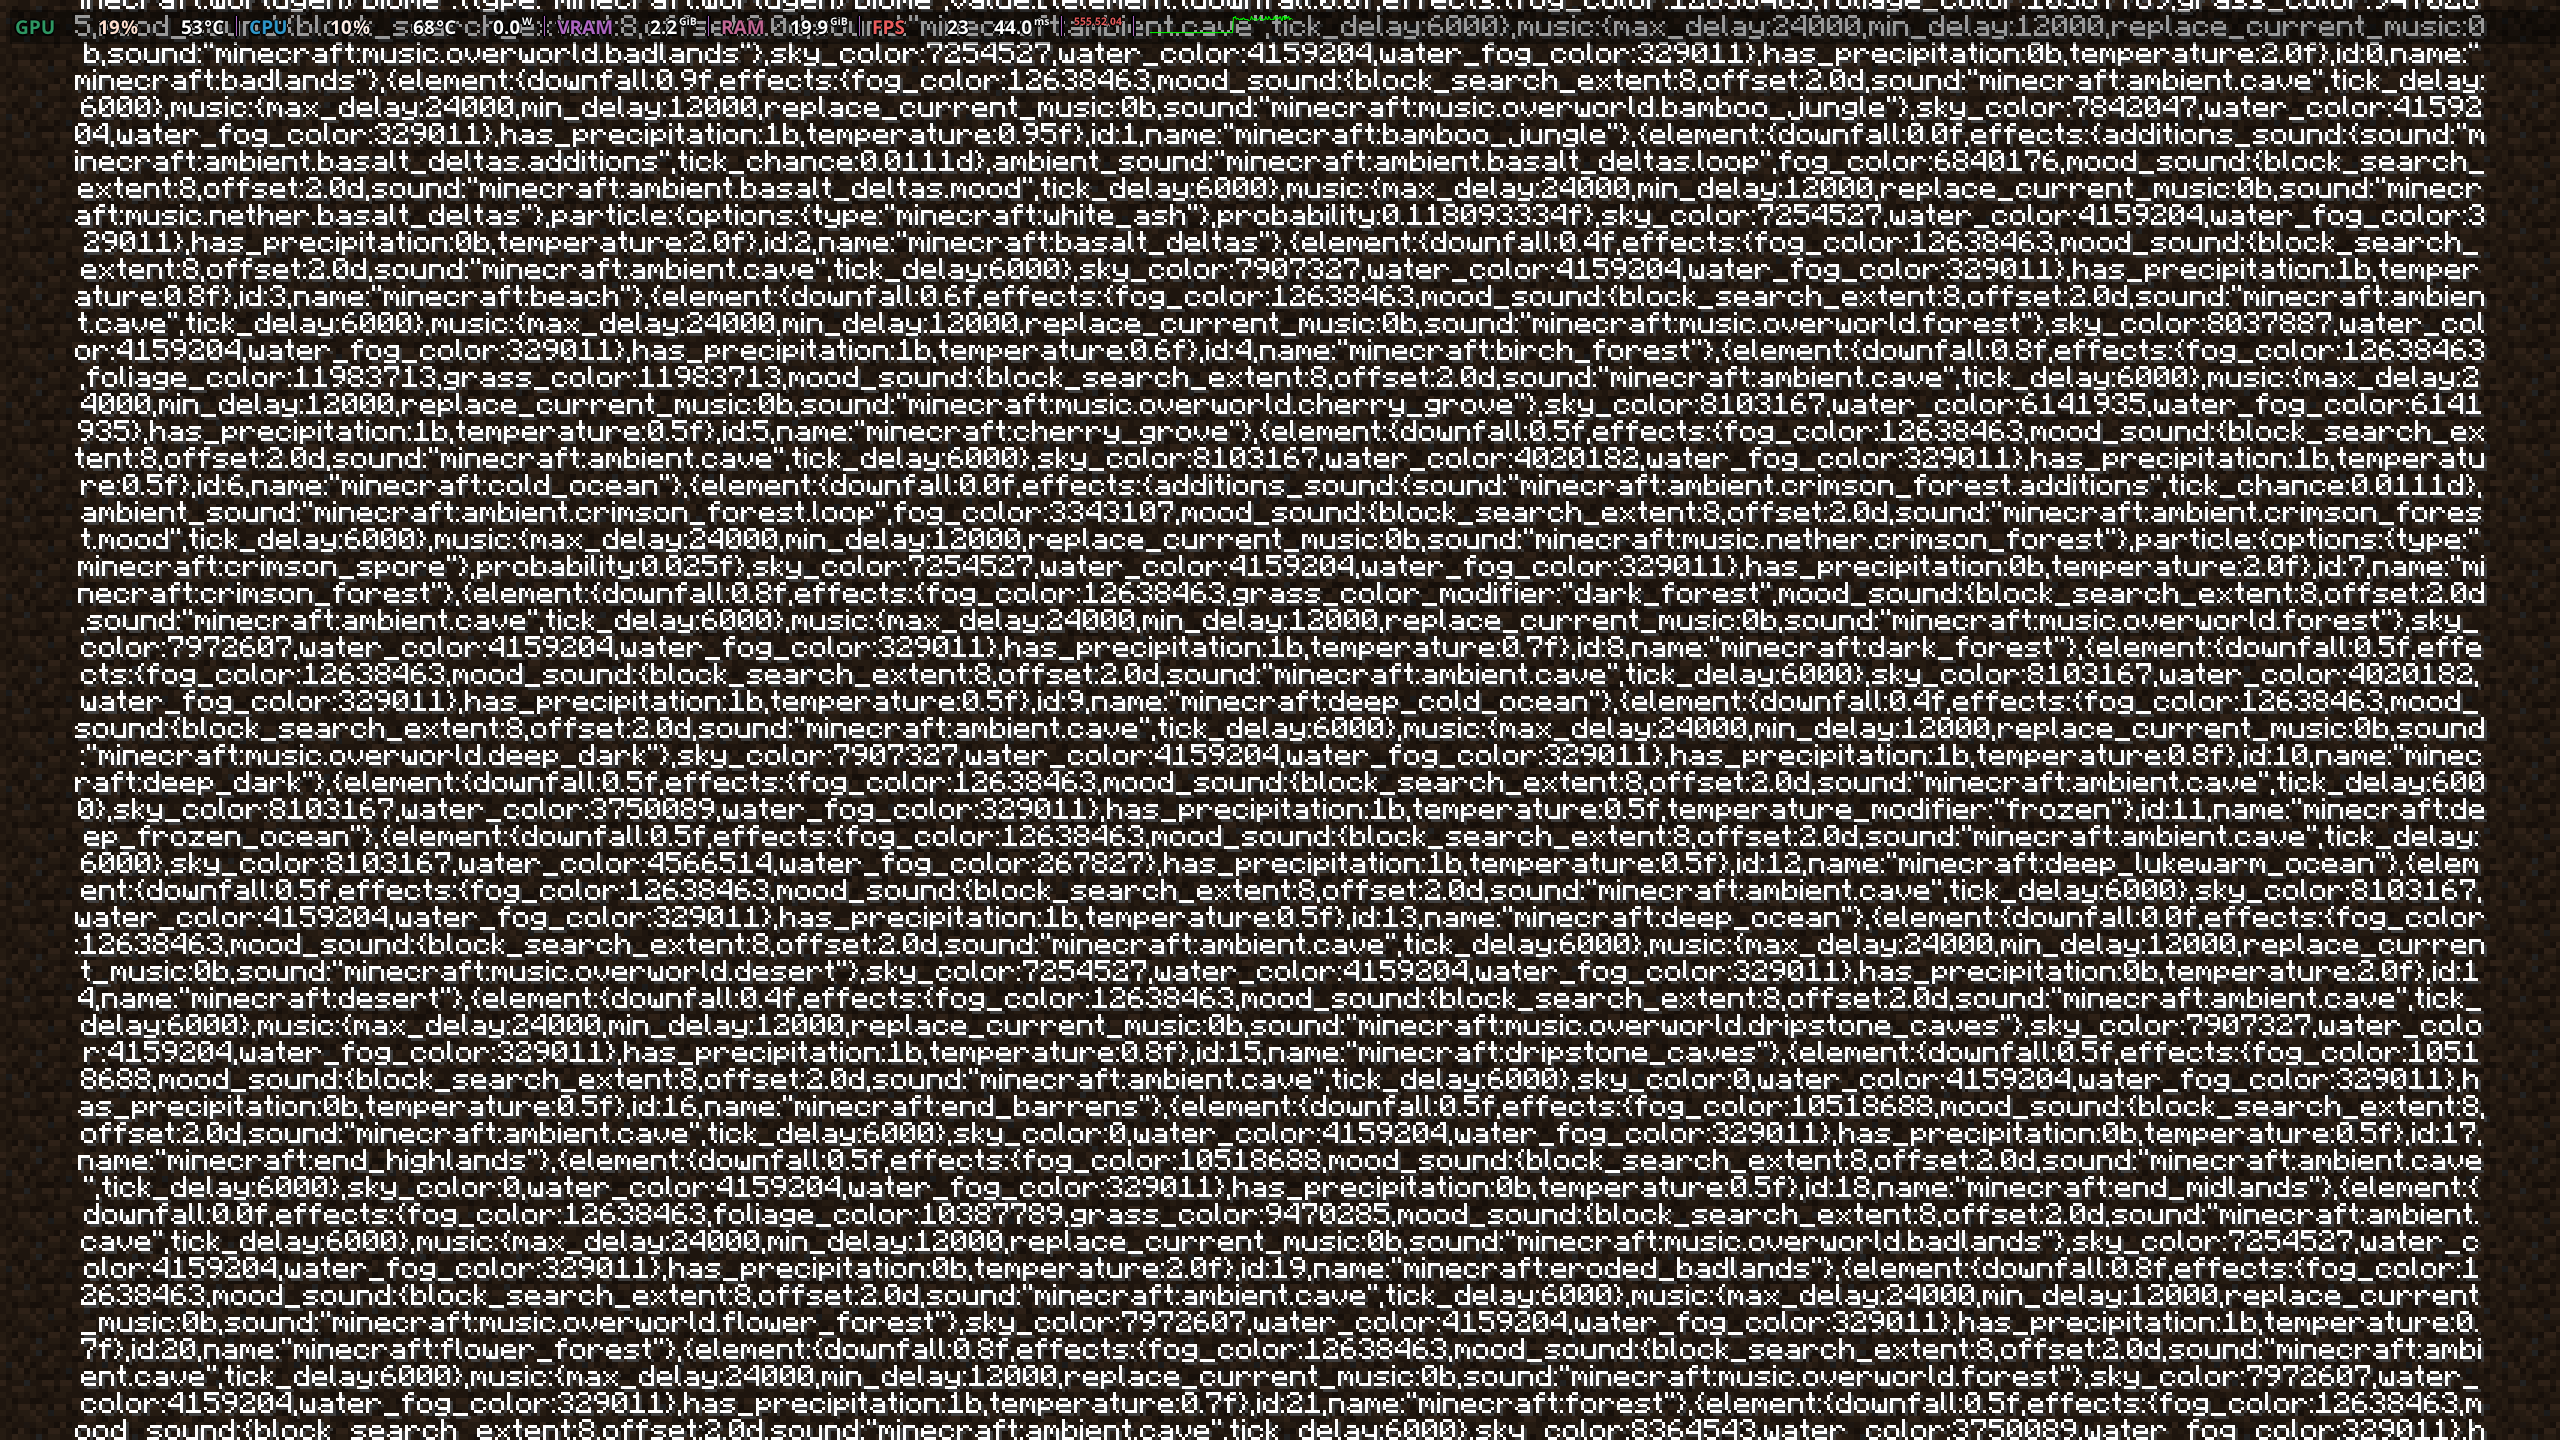 GPU 19% 53°C CPU 10% 68°C 0.0W VRAM 2.2GiB RAM 19.9GiB FPS 23 44.0ms 555.52.04
b,sound:"minecraft:music.overworld.badlands"},sky_color:7254527,water_color:4159204,water_fog_color:329011},has_precipitation:0b,temperature:2.0f},id:0,name:"
minecraft:badlands"},{element:{downfall:0.9f,effects:{fog_color:12638463,mood_sound:{block_search_extent:8,offset:2.0d,sound:"minecraft:ambient.cave",tick_delay:
6000},music:{max_delay:24000,min_delay:12000,replace_current_music:0b,sound:"minecraft:music.overworld.bamboo_jungle"},sky_color:7842047,water_color:41592
04,water_fog_color:329011},has_precipitation:1b,temperature:0.95f},id:1,name:"minecraft:bamboo_jungle"},{element:{downfall:0.0f,effects:{additions_sound:{sound:"m
inecraft:ambient.basalt_deltas.additions",tick_chance:0.0111d},ambient_sound:"minecraft:ambient.basalt_deltas.loop",fog_color:6840176,mood_sound:{block_search_
extent:8,offset:2.0d,sound:"minecraft:ambient.basalt_deltas.mood",tick_delay:6000},music:{max_delay:24000,min_delay:12000,replace_current_music:0b,sound:"minecr
aft:music.nether.basalt_deltas"},particle:{options:{type:"minecraft:white_ash"},probability:0.118093334f},sky_color:7254527,water_color:4159204,water_fog_color:3
29011},has_precipitation:0b,temperature:2.0f},id:2,name:"minecraft:basalt_deltas"},{element:{downfall:0.4f,effects:{fog_color:12638463,mood_sound:{block_search_
extent:8,offset:2.0d,sound:"minecraft:ambient.cave",tick_delay:6000},sky_color:7907327,water_color:4159204,water_fog_color:329011},has_precipitation:1b,temper
ature:0.8f},id:3,name:"minecraft:beach"},{element:{downfall:0.6f,effects:{fog_color:12638463,mood_sound:{block_search_extent:8,offset:2.0d,sound:"minecraft:ambien
t.cave",tick_delay:6000},music:{max_delay:24000,min_delay:12000,replace_current_music:0b,sound:"minecraft:music.overworld.forest"},sky_color:8037887,water_col
or:4159204,water_fog_color:329011},has_precipitation:1b,temperature:0.6f},id:4,name:"minecraft:birch_forest"},{element:{downfall:0.8f,effects:{fog_color:12638463
,foliage_color:11983713,grass_color:11983713,mood_sound:{block_search_extent:8,offset:2.0d,sound:"minecraft:ambient.cave",tick_delay:6000},music:{max_delay:2
4000,min_delay:12000,replace_current_music:0b,sound:"minecraft:music.overworld.cherry_grove"},sky_color:8103167,water_color:6141935,water_fog_color:6141
935},has_precipitation:1b,temperature:0.5f},id:5,name:"minecraft:cherry_grove"},{element:{downfall:0.5f,effects:{fog_color:12638463,mood_sound:{block_search_ex
tent:8,offset:2.0d,sound:"minecraft:ambient.cave",tick_delay:6000},sky_color:8103167,water_color:4020182,water_fog_color:329011},has_precipitation:1b,temperatu
re:0.5f},id:6,name:"minecraft:cold_ocean"},{element:{downfall:0.0f,effects:{additions_sound:{sound:"minecraft:ambient.crimson_forest.additions",tick_chance:0.0111d},
ambient_sound:"minecraft:ambient.crimson_forest.loop",fog_color:3343107,mood_sound:{block_search_extent:8,offset:2.0d,sound:"minecraft:ambient.crimson_fores
t.mood",tick_delay:6000},music:{max_delay:24000,min_delay:12000,replace_current_music:0b,sound:"minecraft:music.nether.crimson_forest"},particle:{options:{type:"
minecraft:crimson_spore"},probability:0.025f},sky_color:7254527,water_color:4159204,water_fog_color:329011},has_precipitation:0b,temperature:2.0f},id:7,name:"mi
necraft:crimson_forest"},{element:{downfall:0.8f,effects:{fog_color:12638463,grass_color_modifier:"dark_forest",mood_sound:{block_search_extent:8,offset:2.0d
,sound:"minecraft:ambient.cave",tick_delay:6000},music:{max_delay:24000,min_delay:12000,replace_current_music:0b,sound:"minecraft:music.overworld.forest"},sky_
color:7972607,water_color:4159204,water_fog_color:329011},has_precipitation:1b,temperature:0.7f},id:8,name:"minecraft:dark_forest"},{element:{downfall:0.5f,effe
cts:{fog_color:12638463,mood_sound:{block_search_extent:8,offset:2.0d,sound:"minecraft:ambient.cave",tick_delay:6000},sky_color:8103167,water_color:4020182,
water_fog_color:329011},has_precipitation:1b,temperature:0.5f},id:9,name:"minecraft:deep_cold_ocean"},{element:{downfall:0.4f,effects:{fog_color:12638463,mood_
sound:{block_search_extent:8,offset:2.0d,sound:"minecraft:ambient.cave",tick_delay:6000},music:{max_delay:24000,min_delay:12000,replace_current_music:0b,sound
:"minecraft:music.overworld.deep_dark"},sky_color:7907327,water_color:4159204,water_fog_color:329011},has_precipitation:1b,temperature:0.8f},id:10,name:"minec
raft:deep_dark"},{element:{downfall:0.5f,effects:{fog_color:12638463,mood_sound:{block_search_extent:8,offset:2.0d,sound:"minecraft:ambient.cave",tick_delay:600
0},sky_color:8103167,water_color:3750089,water_fog_color:329011},has_precipitation:1b,temperature:0.5f,temperature_modifier:"frozen"},id:11,name:"minecraft:de
ep_frozen_ocean"},{element:{downfall:0.5f,effects:{fog_color:12638463,mood_sound:{block_search_extent:8,offset:2.0d,sound:"minecraft:ambient.cave",tick_delay:
6000},sky_color:8103167,water_color:4566514,water_fog_color:267827},has_precipitation:1b,temperature:0.5f},id:12,name:"minecraft:deep_lukewarm_ocean"},{elem
ent:{downfall:0.5f,effects:{fog_color:12638463,mood_sound:{block_search_extent:8,offset:2.0d,sound:"minecraft:ambient.cave",tick_delay:6000},sky_color:8103167,
water_color:4159204,water_fog_color:329011},has_precipitation:1b,temperature:0.5f},id:13,name:"minecraft:deep_ocean"},{element:{downfall:0.0f,effects:{fog_color
:12638463,mood_sound:{block_search_extent:8,offset:2.0d,sound:"minecraft:ambient.cave",tick_delay:6000},music:{max_delay:24000,min_delay:12000,replace_curren
t_music:0b,sound:"minecraft:music.overworld.desert"},sky_color:7254527,water_color:4159204,water_fog_color:329011},has_precipitation:0b,temperature:2.0f},id:1
4,name:"minecraft:desert"},{element:{downfall:0.4f,effects:{fog_color:12638463,mood_sound:{block_search_extent:8,offset:2.0d,sound:"minecraft:ambient.cave",tick_
delay:6000},music:{max_delay:24000,min_delay:12000,replace_current_music:0b,sound:"minecraft:music.overworld.dripstone_caves"},sky_color:7907327,water_colo
r:4159204,water_fog_color:329011},has_precipitation:1b,temperature:0.8f},id:15,name:"minecraft:dripstone_caves"},{element:{downfall:0.5f,effects:{fog_color:1051
8688,mood_sound:{block_search_extent:8,offset:2.0d,sound:"minecraft:ambient.cave",tick_delay:6000},sky_color:0,water_color:4159204,water_fog_color:329011},h
as_precipitation:0b,temperature:0.5f},id:16,name:"minecraft:end_barrens"},{element:{downfall:0.5f,effects:{fog_color:10518688,mood_sound:{block_search_extent:8,
offset:2.0d,sound:"minecraft:ambient.cave",tick_delay:6000},sky_color:0,water_color:4159204,water_fog_color:329011},has_precipitation:0b,temperature:0.5f},id:17,
name:"minecraft:end_highlands"},{element:{downfall:0.5f,effects:{fog_color:10518688,mood_sound:{block_search_extent:8,offset:2.0d,sound:"minecraft:ambient.cave
",tick_delay:6000},sky_color:0,water_color:4159204,water_fog_color:329011},has_precipitation:0b,temperature:0.5f},id:18,name:"minecraft:end_midlands"},{element:{
downfall:0.0f,effects:{fog_color:12638463,foliage_color:10387789,grass_color:9470285,mood_sound:{block_search_extent:8,offset:2.0d,sound:"minecraft:ambient.
cave",tick_delay:6000},music:{max_delay:24000,min_delay:12000,replace_current_music:0b,sound:"minecraft:music.overworld.badlands"},sky_color:7254527,water_c
olor:4159204,water_fog_color:329011},has_precipitation:0b,temperature:2.0f},id:19,name:"minecraft:eroded_badlands"},{element:{downfall:0.8f,effects:{fog_color:1
2638463,mood_sound:{block_search_extent:8,offset:2.0d,sound:"minecraft:ambient.cave",tick_delay:6000},music:{max_delay:24000,min_delay:12000,replace_current
_music:0b,sound:"minecraft:music.overworld.flower_forest"},sky_color:7972607,water_color:4159204,water_fog_color:329011},has_precipitation:1b,temperature:0.
7f},id:20,name:"minecraft:flower_forest"},{element:{downfall:0.8f,effects:{fog_color:12638463,mood_sound:{block_search_extent:8,offset:2.0d,sound:"minecraft:ambi
ent.cave",tick_delay:6000},music:{max_delay:24000,min_delay:12000,replace_current_music:0b,sound:"minecraft:music.overworld.forest"},sky_color:7972607,water_
color:4159204,water_fog_color:329011},has_precipitation:1b,temperature:0.7f},id:21,name:"minecraft:forest"},{element:{downfall:0.5f,effects:{fog_color:12638463,m
ood_sound:{block_search_extent:8,offset:2.0d,sound:"minecraft:ambient.cave",tick_delay:6000},sky_color:8364543,water_color:3750089,water_fog_color:329011},h